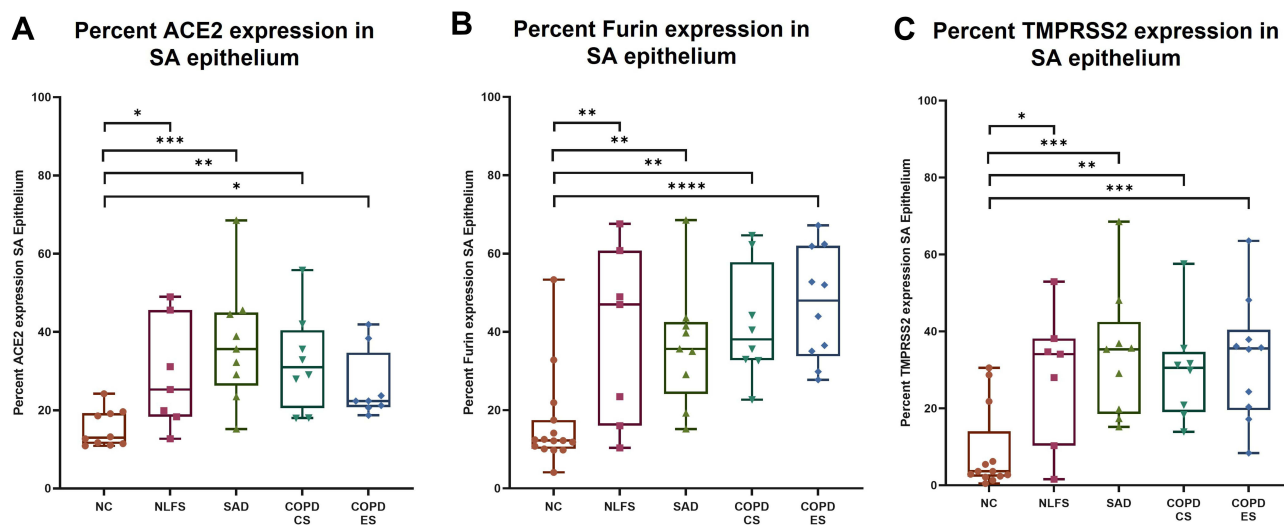 A
Percent ACE2 expression in
SA epithelium
Percent ACE2 expression SA Epithelium
100
80
60
40
20
0
*
***
**
*
NC
NLFS
SAD
COPD
CS
COPD
ES
B
Percent Furin expression in
SA epithelium
Percent Furin expression SA Epithelium
100
80
60
40
20
0
**
**
**
****
NC
NLFS
SAD
COPD
CS
COPD
ES
C
Percent TMPRSS2 expression in
SA epithelium
Percent TMPRSS2 expression SA Epithelium
100
80
60
40
20
0
*
***
**
***
NC
NLFS
SAD
COPD
CS
COPD
ES